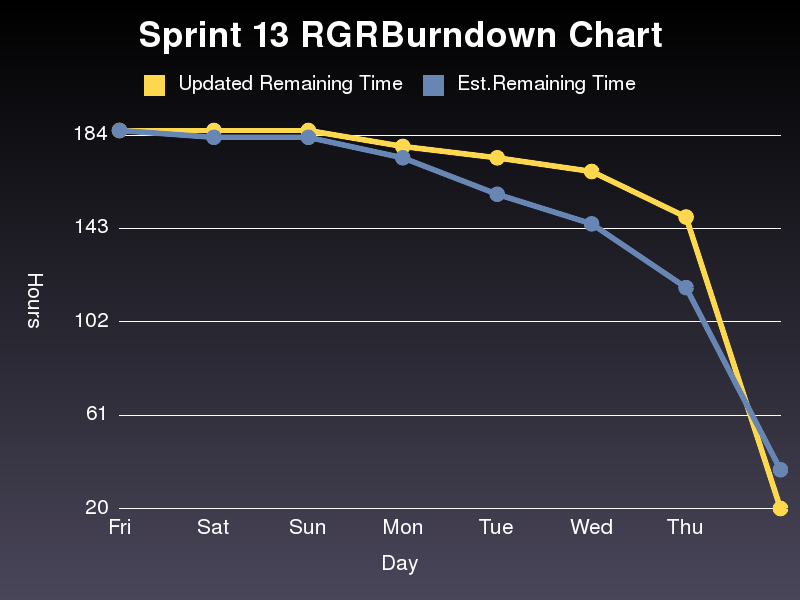 Sprint 13 RGRBurndown Chart
Updated Remaining Time Est.Remaining Time
184
143
Hours
102
61
20
Fri Sat Sun Mon Tue Wed Thu
Day